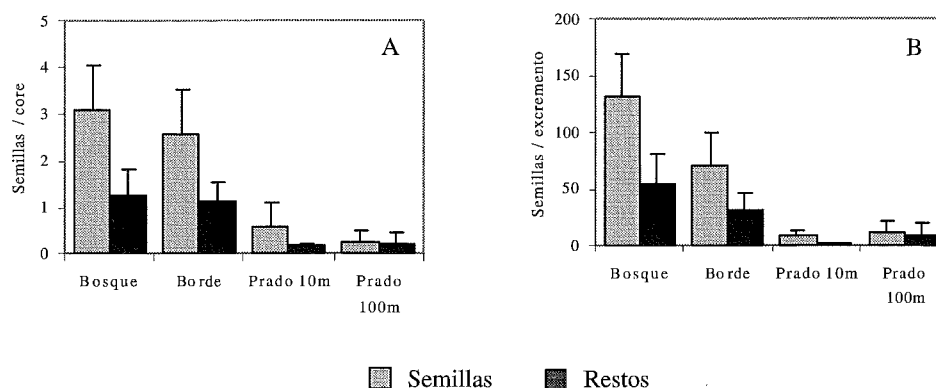 A
Semillas / core
5
4
3
2
1
0
Bosque Borde Prado 10m Prado
100m
B
Semillas / excremento
200
150
100
50
0
Bosque Borde Prado 10m Prado
100m
Semillas Restos